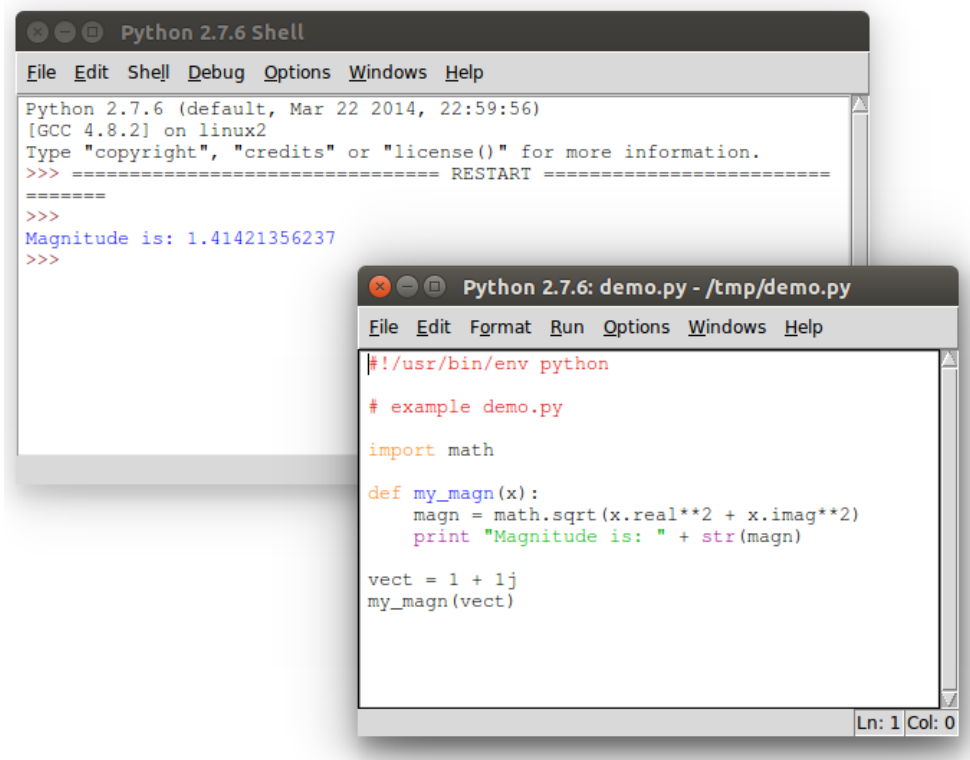 Python 2.7.6 Shell
File Edit Shell Debug Options Windows Help
Python 2.7.6 (default, Mar 22 2014, 22:59:56)
[GCC 4.8.2] on linux2
Type "copyright", "credits" or "license()" for more information.
>>> ================================ RESTART =========================
=======
>>>
Magnitude is: 1.41421356237
>>>
Python 2.7.6: demo.py - /tmp/demo.py
File Edit Format Run Options Windows Help
#!/usr/bin/env python
# example demo.py
import math
def my_magn(x):
    magn = math.sqrt(x.real**2 + x.imag**2)
    print "Magnitude is: " + str(magn)
vect = 1 + 1j
my_magn(vect)
Ln: 1 Col: 0